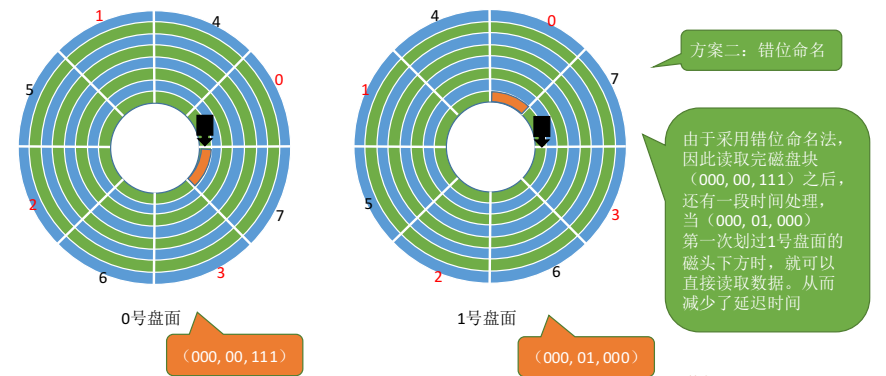 1
4
0
5
2
7
6
3
0号盘面
(000,00,111)
4
0
7
1
5
3
2
6
1号盘面
(000,01,000)
方案二：错位命名
由于采用错位命名法，
因此读取完磁盘块
（000,00,111）之后，
还有一段时间处理，
当（000,01,000）
第一次划过1号盘面的
磁头下方时，就可以
直接读取数据。从而
减少了延迟时间